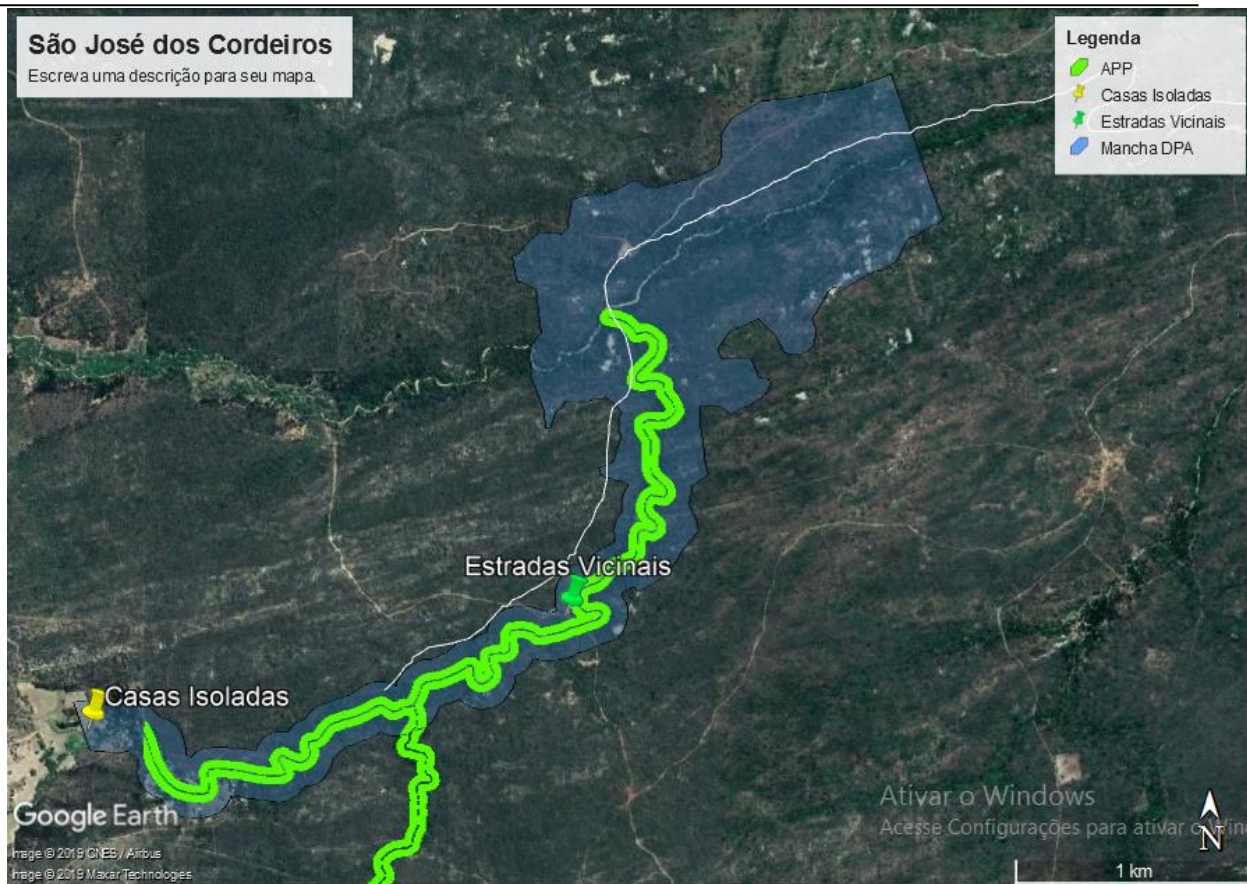 São José dos Cordeiros
Escreva uma descrição para seu mapa.
Legenda
APP
Casas Isoladas
Estradas Vicinais
Mancha DPA
Estradas Vicinais
Casas Isoladas
Google Earth
Image © 2019 CNES / Airbus
Image © 2019 Maxar Technologies
Ativar o Windows
Acesse Configurações para ativar o Win
N
1 km